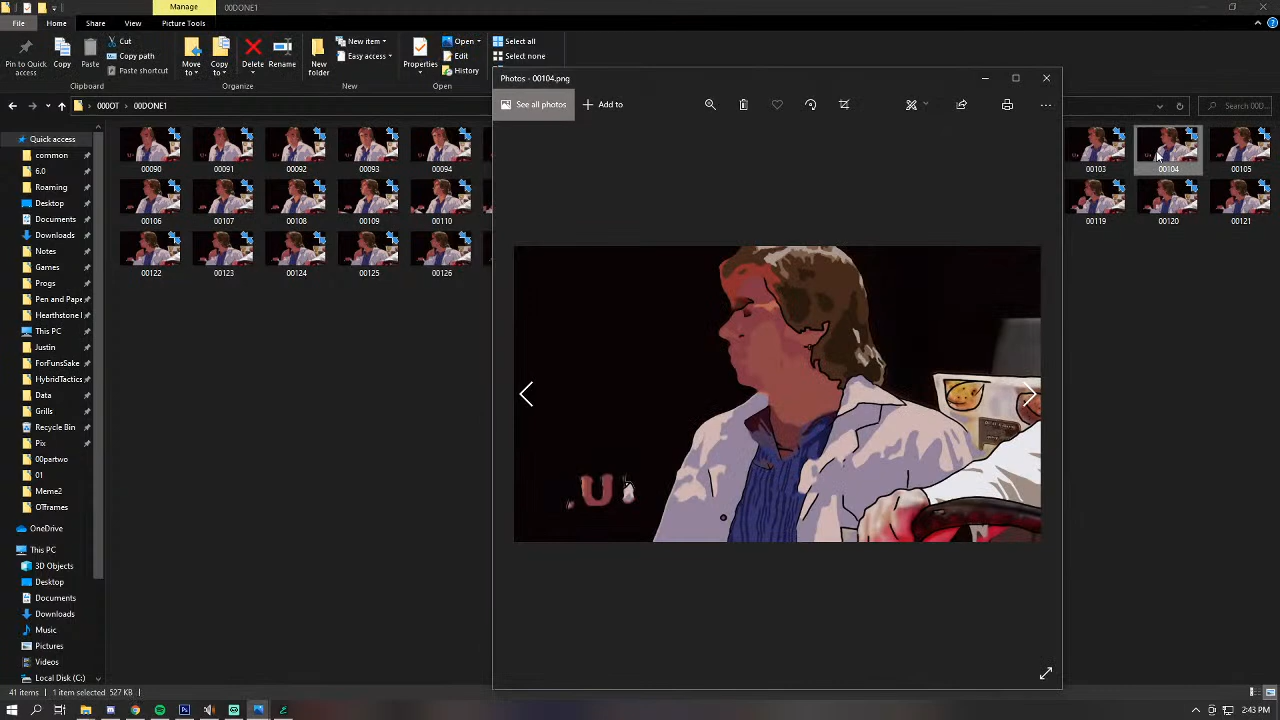 Manage
00DONE1
File
Home
Share
View
Picture Tools
Pin to Quick access
Copy
Paste
Cut
Copy path
Paste shortcut
Clipboard
Move to
Copy to
Delete
Rename
Organize
New folder
New item
Easy access
New
Properties
Open
Edit
History
Open
Select all
Select none
000OT > 00DONE1
Search 00D...
Photos - 00104.png
See all photos
Add to
Quick access
common
6.0
Roaming
Desktop
Documents
Downloads
Notes
Games
Progs
Pen and Pape
Hearthstone
This PC
Justin
ForFunsSake
HybridTactics
Data
Grills
Recycle Bin
Pix
00partwo
01
Meme2
OTframes
OneDrive
This PC
3D Objects
Desktop
Documents
Downloads
Music
Pictures
Videos
Local Disk (C:)
00090
00091
00092
00093
00094
00103
00104
00105
00106
00107
00108
00109
00110
00119
00120
00121
00122
00123
00124
00125
00126
U
41 items
1 item selected 527 KB
2:43 PM